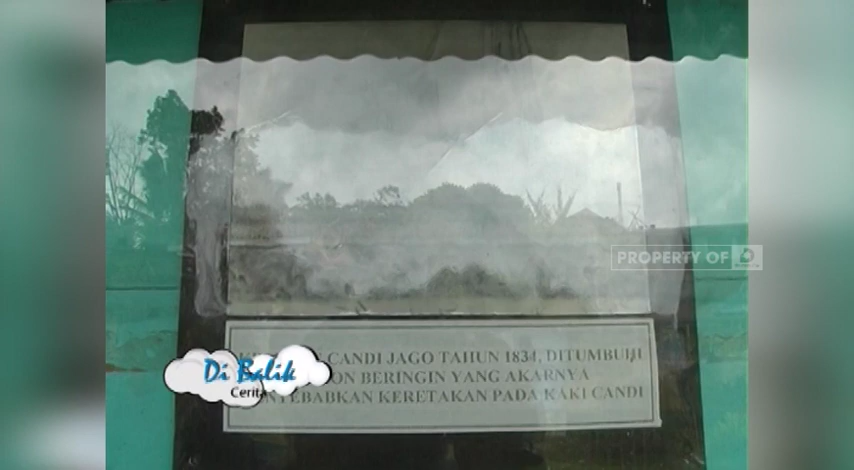 PROPERTY OF
CANDI JAGO TAHUN 1834, DITUMBUHI
BERINGIN YANG AKARNYA
KERETAKAN PADA KAKI CANDI
Di Balik
Cerita